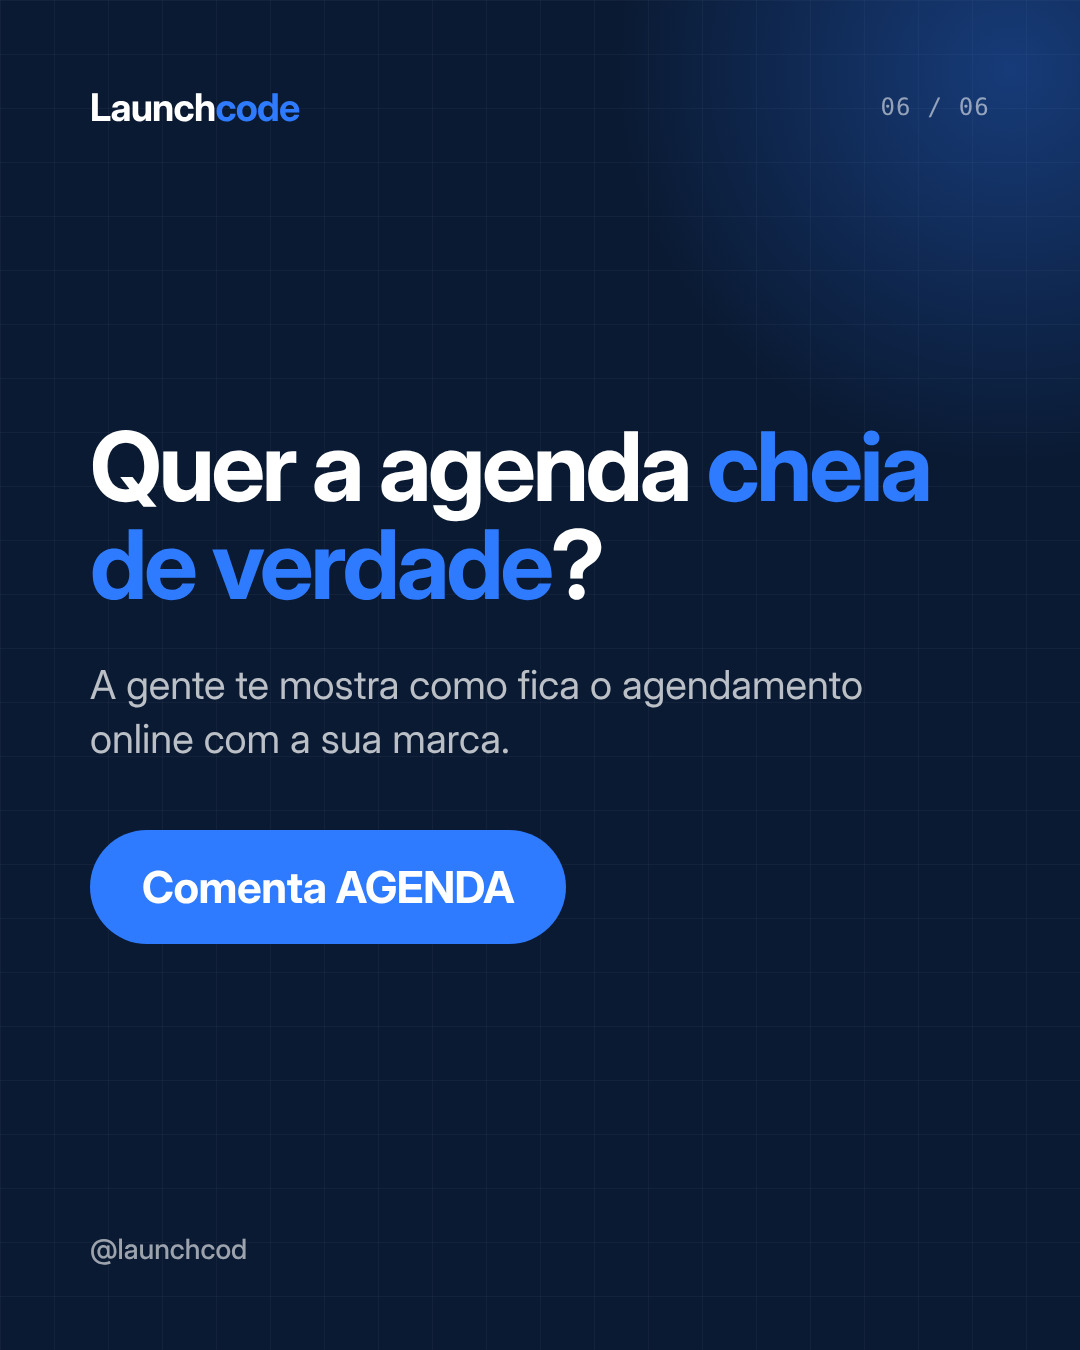 Launchcode
06 / 06
Quer a agenda cheia
de verdade?
A gente te mostra como fica o agendamento
online com a sua marca.
Comenta AGENDA
@launchcod